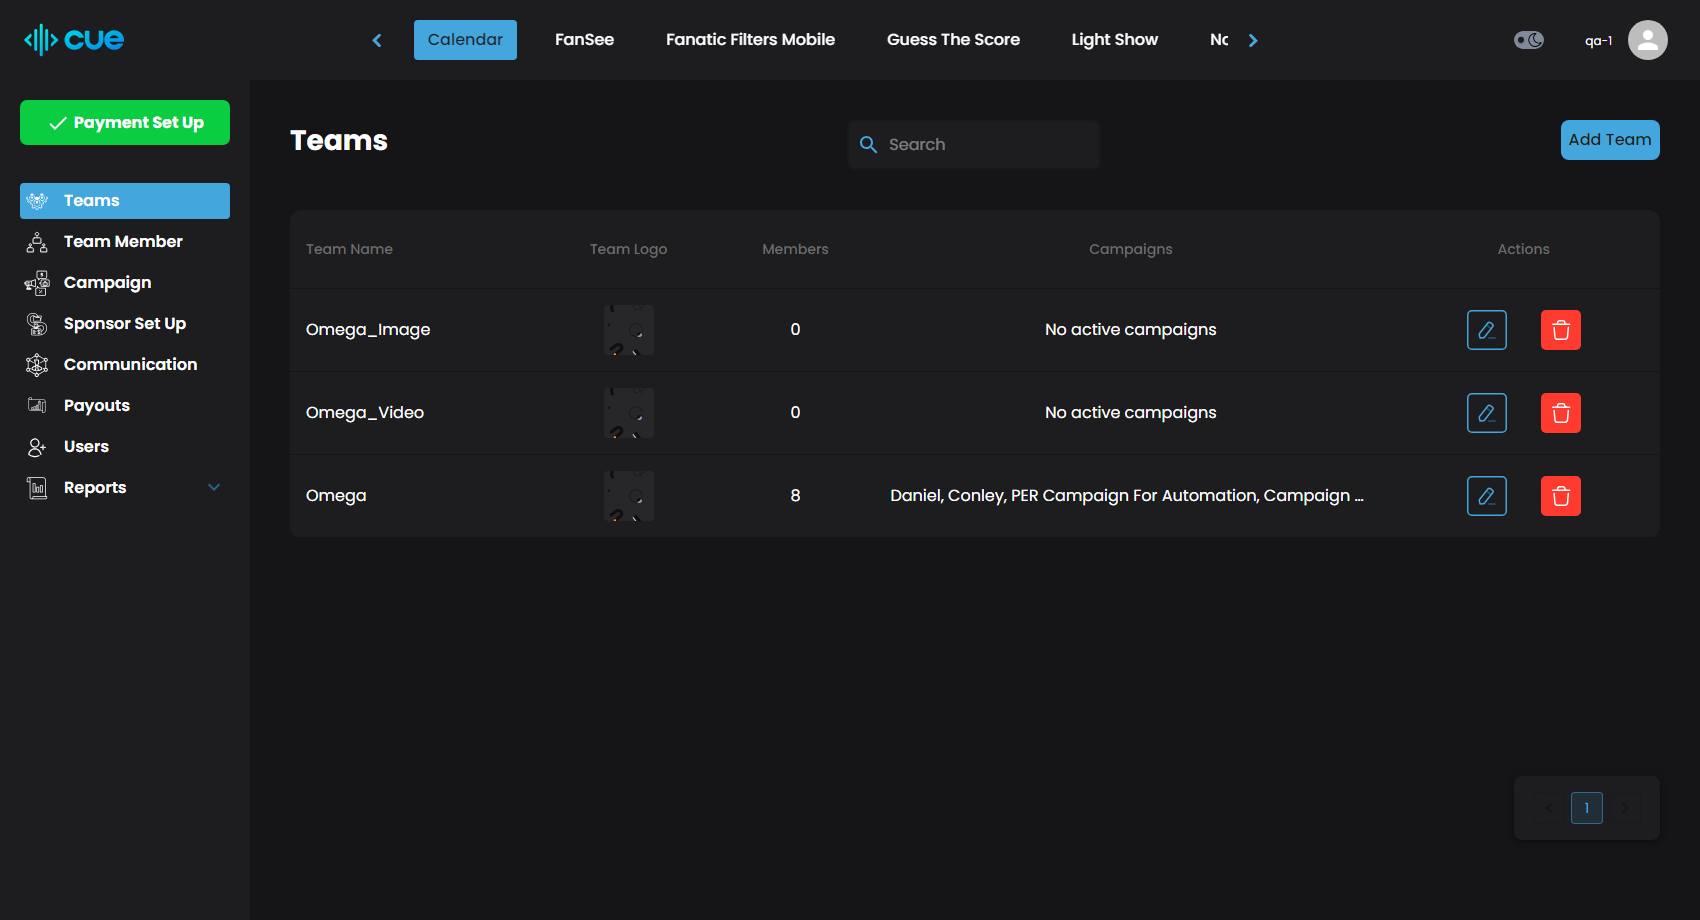 cue
Calendar
FanSee
Fanatic Filters Mobile
Guess The Score
Light Show
qa-1
Payment Set Up
Teams
Team Member
Campaign
Sponsor Set Up
Communication
Payouts
Users
Reports
Teams
Search
Add Team
Team Name Team Logo Members Campaigns Actions
Omega_Image 0 No active campaigns
Omega_Video 0 No active campaigns
Omega 8 Daniel, Conley, PER Campaign For Automation, Campaign ...
1